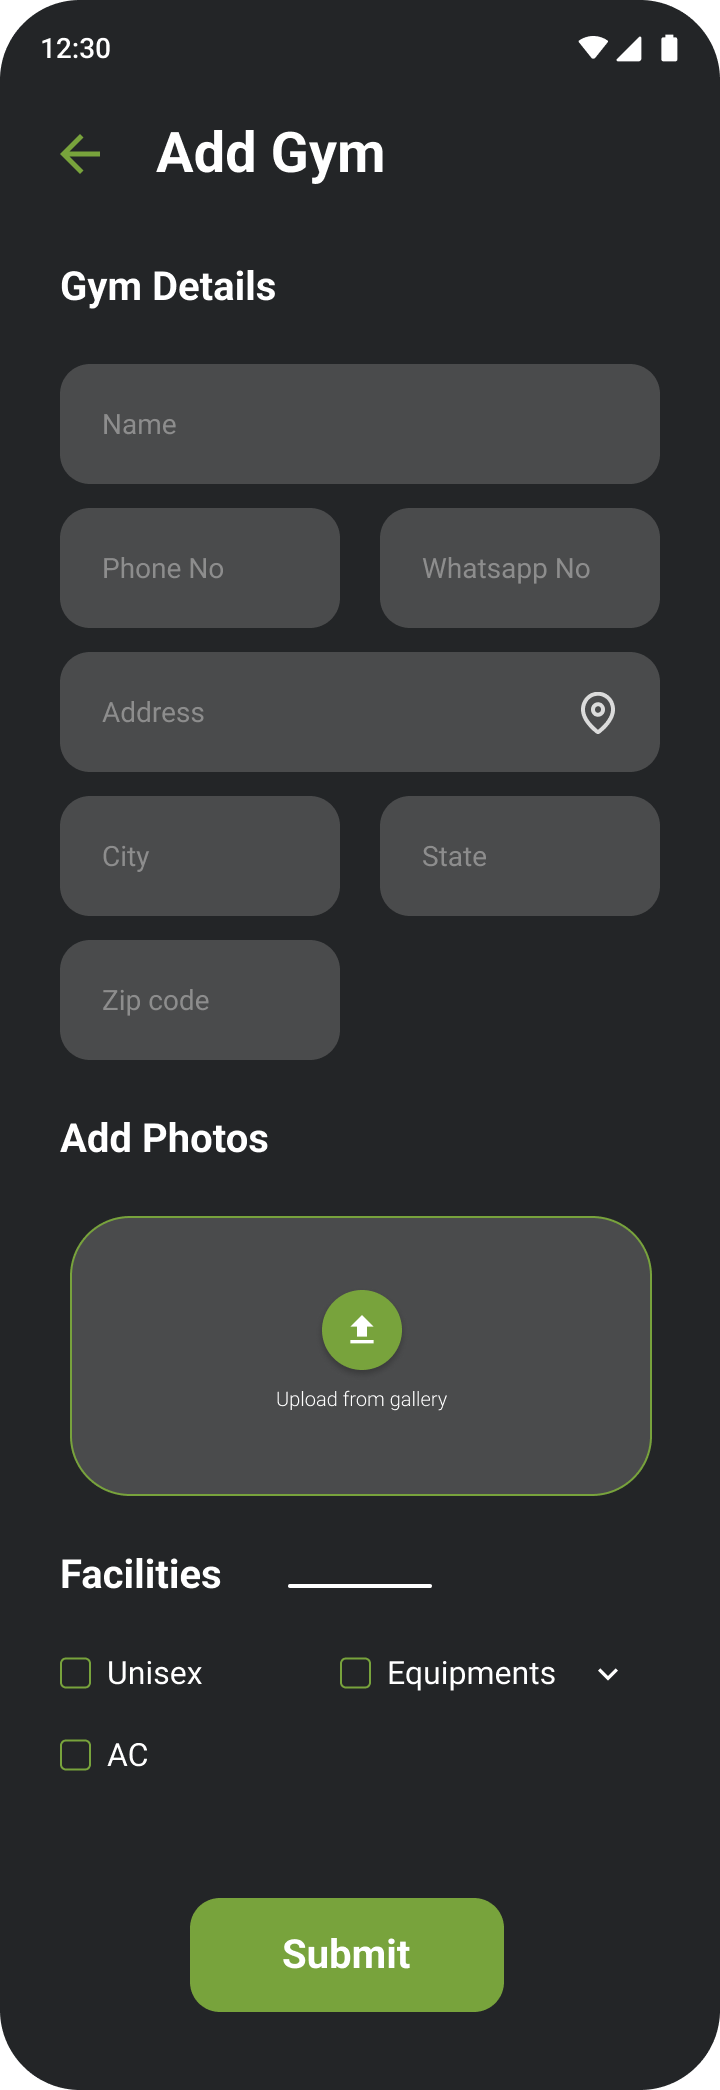 12:30
Add Gym
Gym Details
Name
Phone No
Whatsapp No
Address
City
State
Zip code
Add Photos
Upload from gallery
Facilities
Unisex
Equipments
AC
Submit